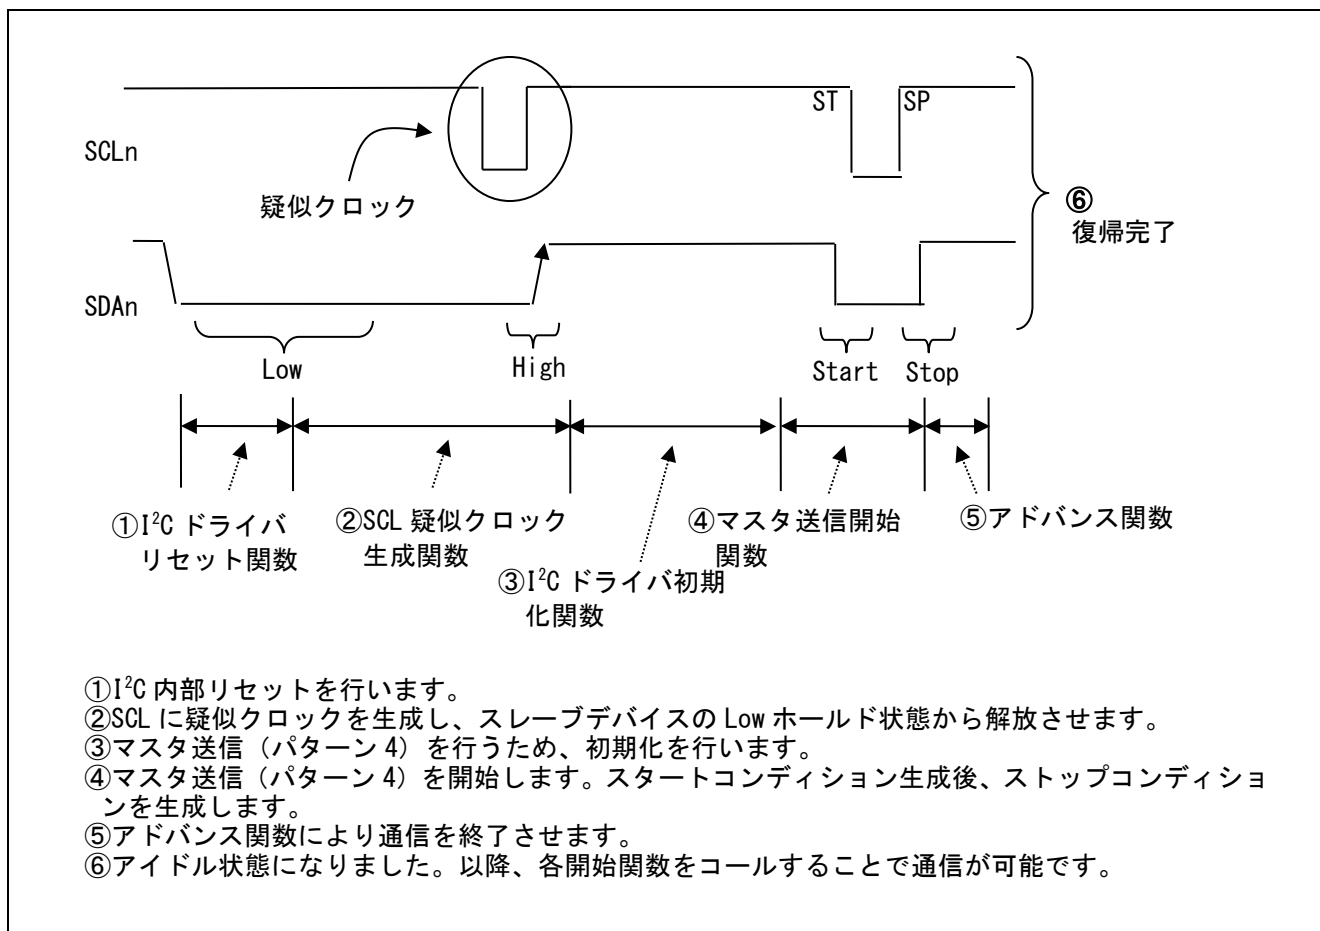 ST
SP
SCLn
疑似クロック
⑥
復帰完了
SDAn
Low
High
Start
Stop
①I²C ドライバ
リセット関数
②SCL 疑似クロック
生成関数
③I²C ドライバ初期
化関数
④マスタ送信開始
関数
⑤アドバンス関数
①I²C 内部リセットを行います。
②SCL に疑似クロックを生成し、スレーブデバイスの Low ホールド状態から解放させます。
③マスタ送信（パターン 4）を行うため、初期化を行います。
④マスタ送信（パターン 4）を開始します。スタートコンディション生成後、ストップコンディショ
ンを生成します。
⑤アドバンス関数により通信を終了させます。
⑥アイドル状態になりました。以降、各開始関数をコールすることで通信が可能です。